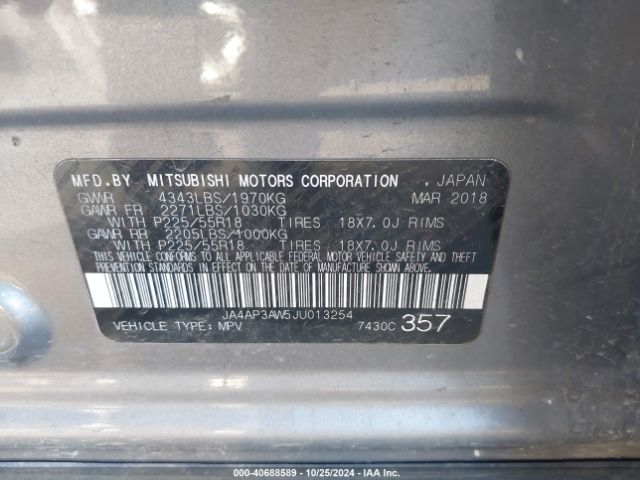 MFD.BY MITSUBISHI MOTORS CORPORATION , JAPAN
GVWR 4343LBS/1970KG MAR 2018
GAWR FR 2271LBS/1030KG
WITH P225/55R18 TIRES 18X7.0J RIMS
GAWR RR 2205LBS/1000KG
WITH P225/55R18 TIRES 18X7.0J RIMS
THIS VEHICLE CONFORMS TO ALL APPLICABLE FEDERAL MOTOR VEHICLE SAFETY AND THEFT
PREVENTION STANDARDS IN EFFECT ON THE DATE OF MANUFACTURE SHOWN ABOVE.
JA4AP3AW5JU013254
VEHICLE TYPE: MPV 7430C 357
000-40688589 - 10/25/2024 - IAA Inc.